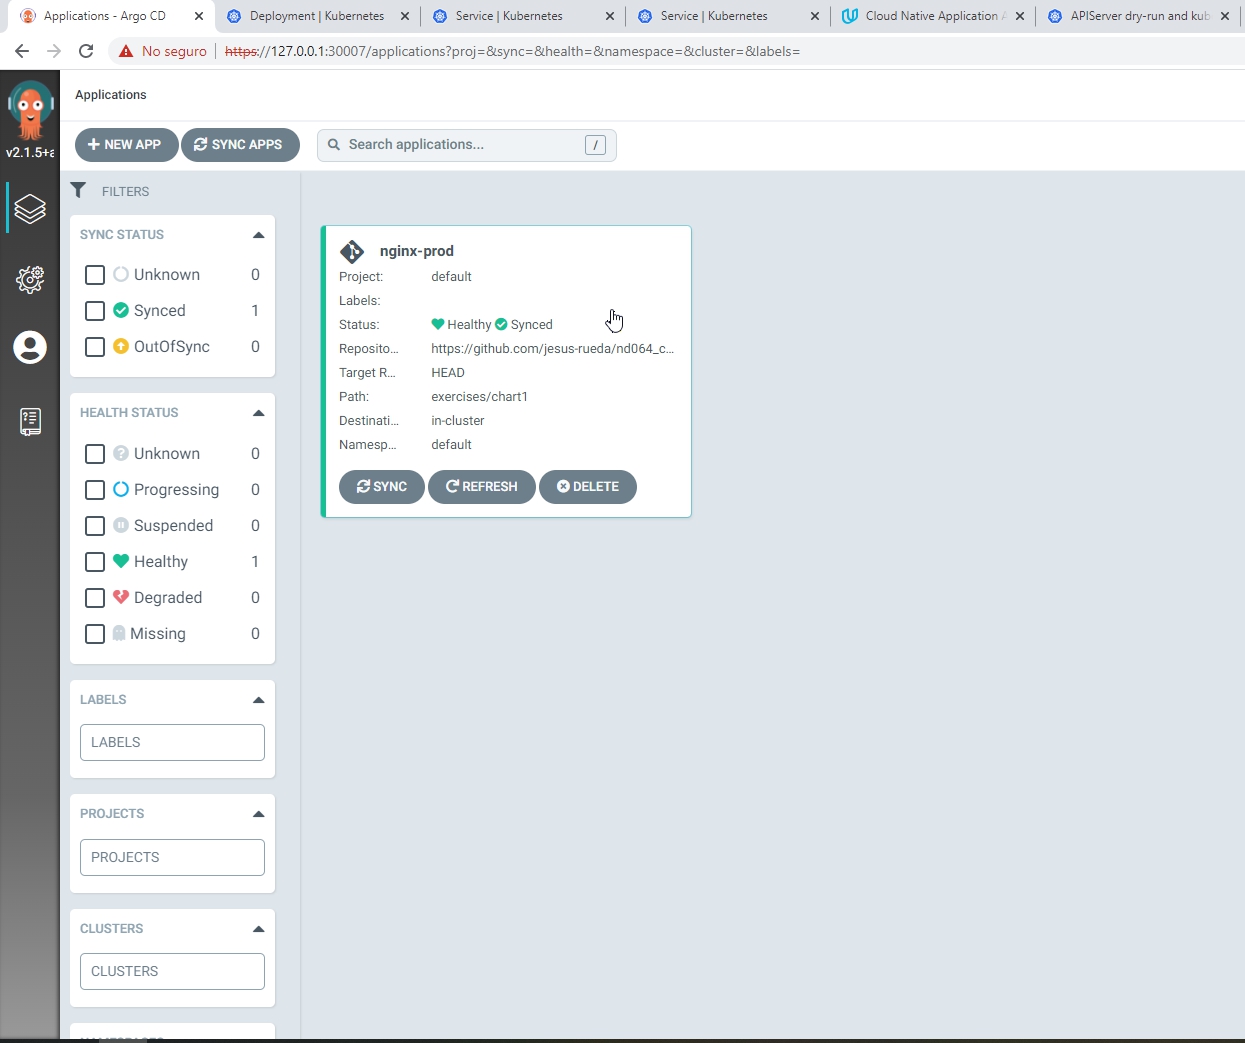 Applications - Argo CD
Deployment | Kubernetes
Service | Kubernetes
Service | Kubernetes
Cloud Native Application
APIServer dry-run and kub
No seguro
https://127.0.0.1:30007/applications?proj=&sync=&health=&namespace=&cluster=&labels=
v2.1.5+a
Applications
NEW APP
SYNC APPS
Search applications...
/
FILTERS
SYNC STATUS
Unknown 0
Synced 1
OutOfSync 0
HEALTH STATUS
Unknown 0
Progressing 0
Suspended 0
Healthy 1
Degraded 0
Missing 0
LABELS
LABELS
PROJECTS
PROJECTS
CLUSTERS
CLUSTERS
nginx-prod
Project: default
Labels:
Status: Healthy Synced
Reposito... https://github.com/jesus-rueda/nd064_c...
Target R... HEAD
Path: exercises/chart1
Destinati... in-cluster
Namesp... default
SYNC
REFRESH
DELETE